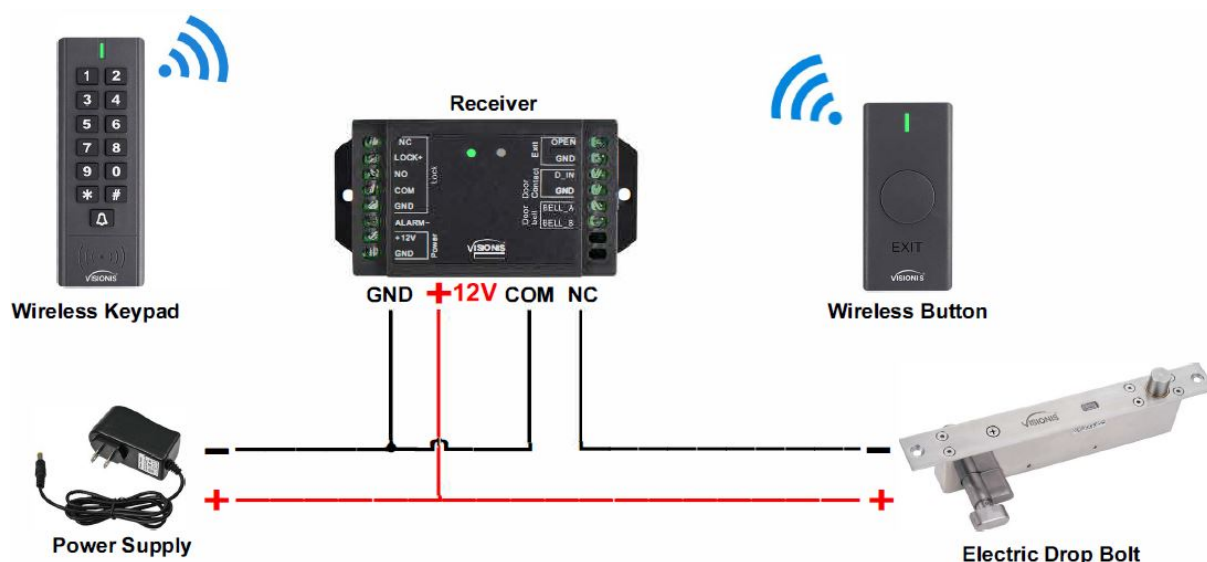 Receiver
1 2
3 4
5 6
7 8
9 0
* #
VISIONIS
Wireless Keypad
NC
LOCK+
NO
COM
GND
Lock
ALARM-
+12V
GND
Power
VISIONIS
OPEN
GND
Exit
D_IN
GND
Door
Contact
BELL_A
BELL_B
Door
bell
EXIT
VISIONIS
Wireless Button
GND +12V COM NC
- -
+ +
Power Supply
VISIONIS
Electric Drop Bolt